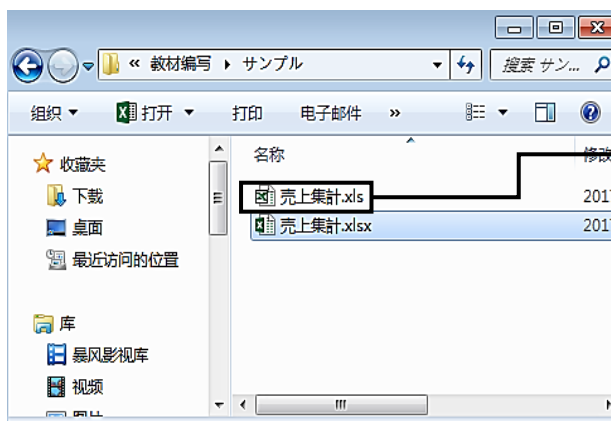 « 教材编写 ▸ サンプル
搜索 サン...
组织 ▼ 打开 ▼ 打印 电子邮件 »
收藏夹
下载
桌面
最近访问的位置
库
暴风影视库
视频
图片
名称 修改
売上集計.xls 201
売上集計.xlsx 201